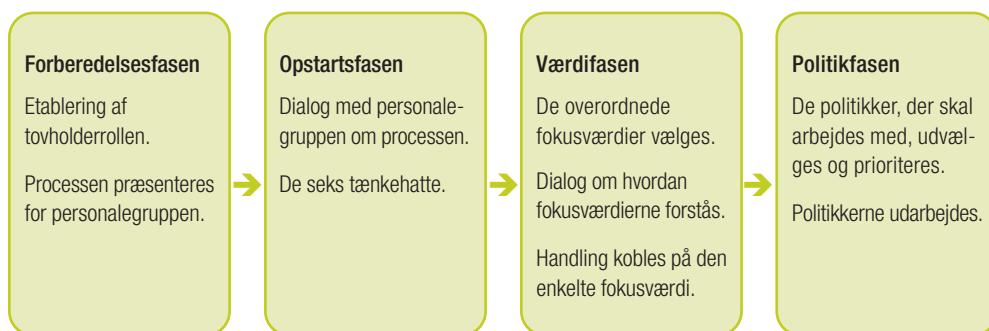 Forberedelsesfasen
Etablering af
tovholderrollen.
Processen præsenteres
for personalegruppen.
Opstartsfasen
Dialog med personale-
gruppen om processen.
De seks tænkehatte.
Værdifasen
De overordnede
fokusværdier vælges.
Dialog om hvordan
fokusværdierne forstås.
Handling kobles på den
enkelte fokusværdi.
Politikfasen
De politikker, der skal
arbejdes med, udvæl-
ges og prioriteres.
Politikkerne udarbejdes.